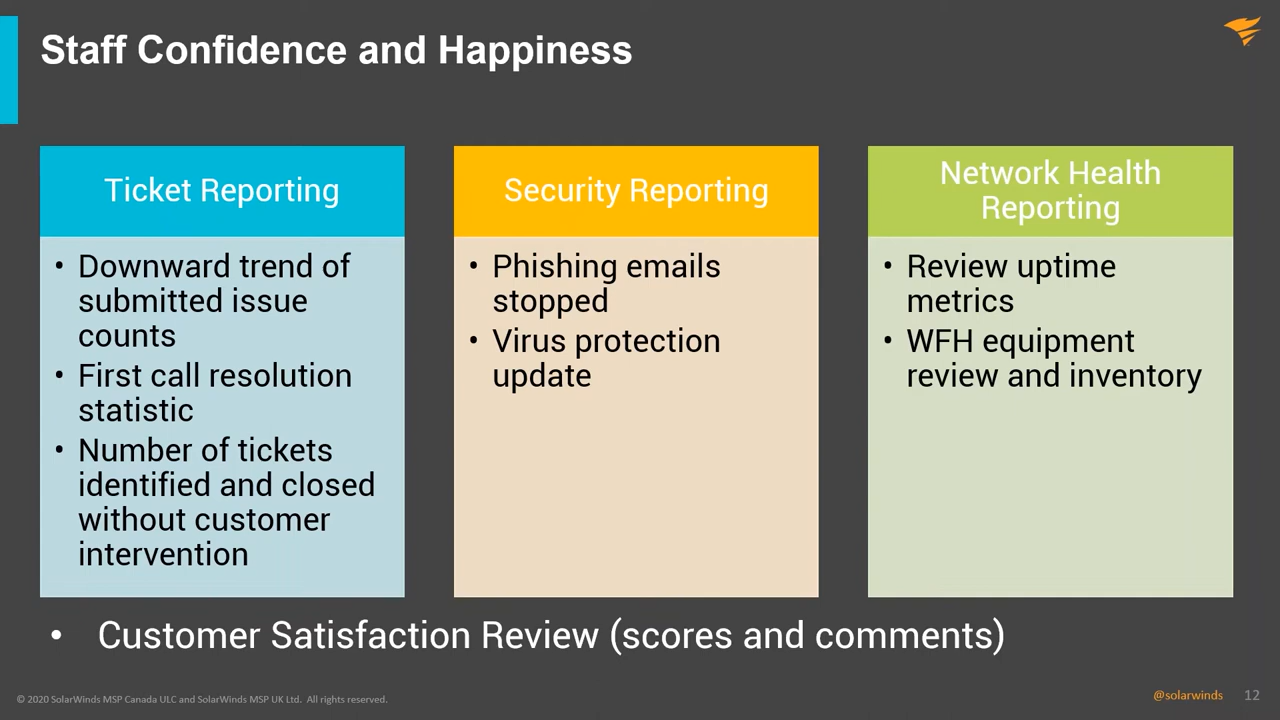 Staff Confidence and Happiness
Ticket Reporting
• Downward trend of
submitted issue
counts
• First call resolution
statistic
• Number of tickets
identified and closed
without customer
intervention
Security Reporting
• Phishing emails
stopped
• Virus protection
update
Network Health
Reporting
• Review uptime
metrics
• WFH equipment
review and inventory
• Customer Satisfaction Review (scores and comments)
© 2020 SolarWinds MSP Canada ULC and SolarWinds MSP UK Ltd. All rights reserved.
@solarwinds 12